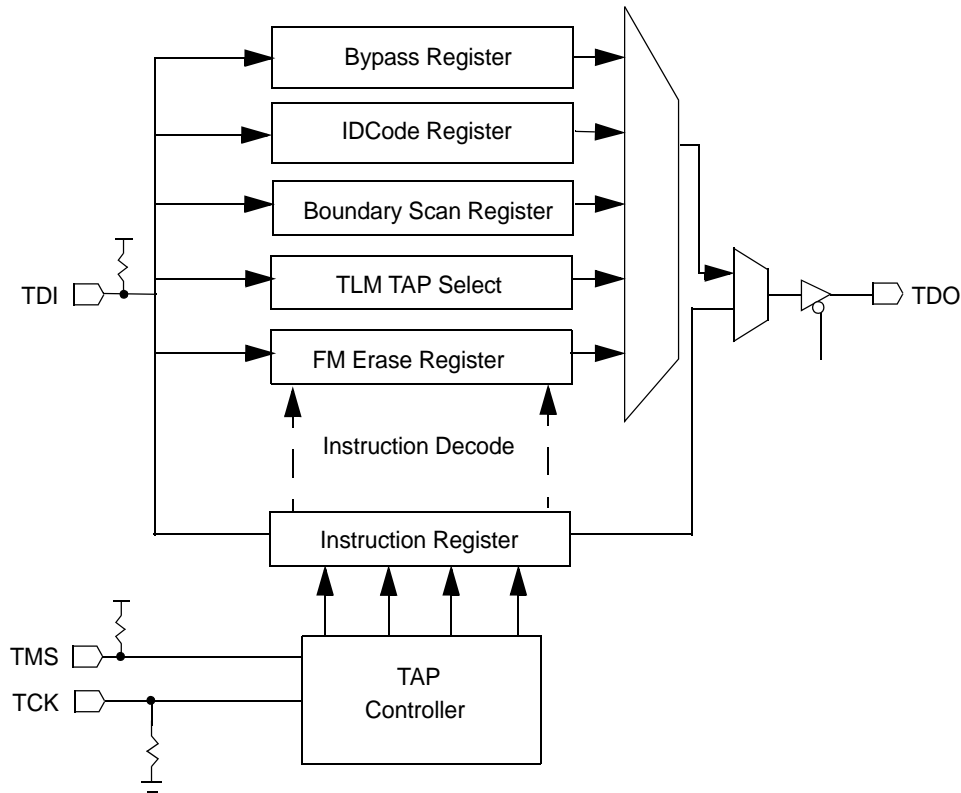 Bypass Register
IDCode Register
Boundary Scan Register
TDI
TLM TAP Select
TDO
FM Erase Register
Instruction Decode
Instruction Register
TMS
TAP
Controller
TCK